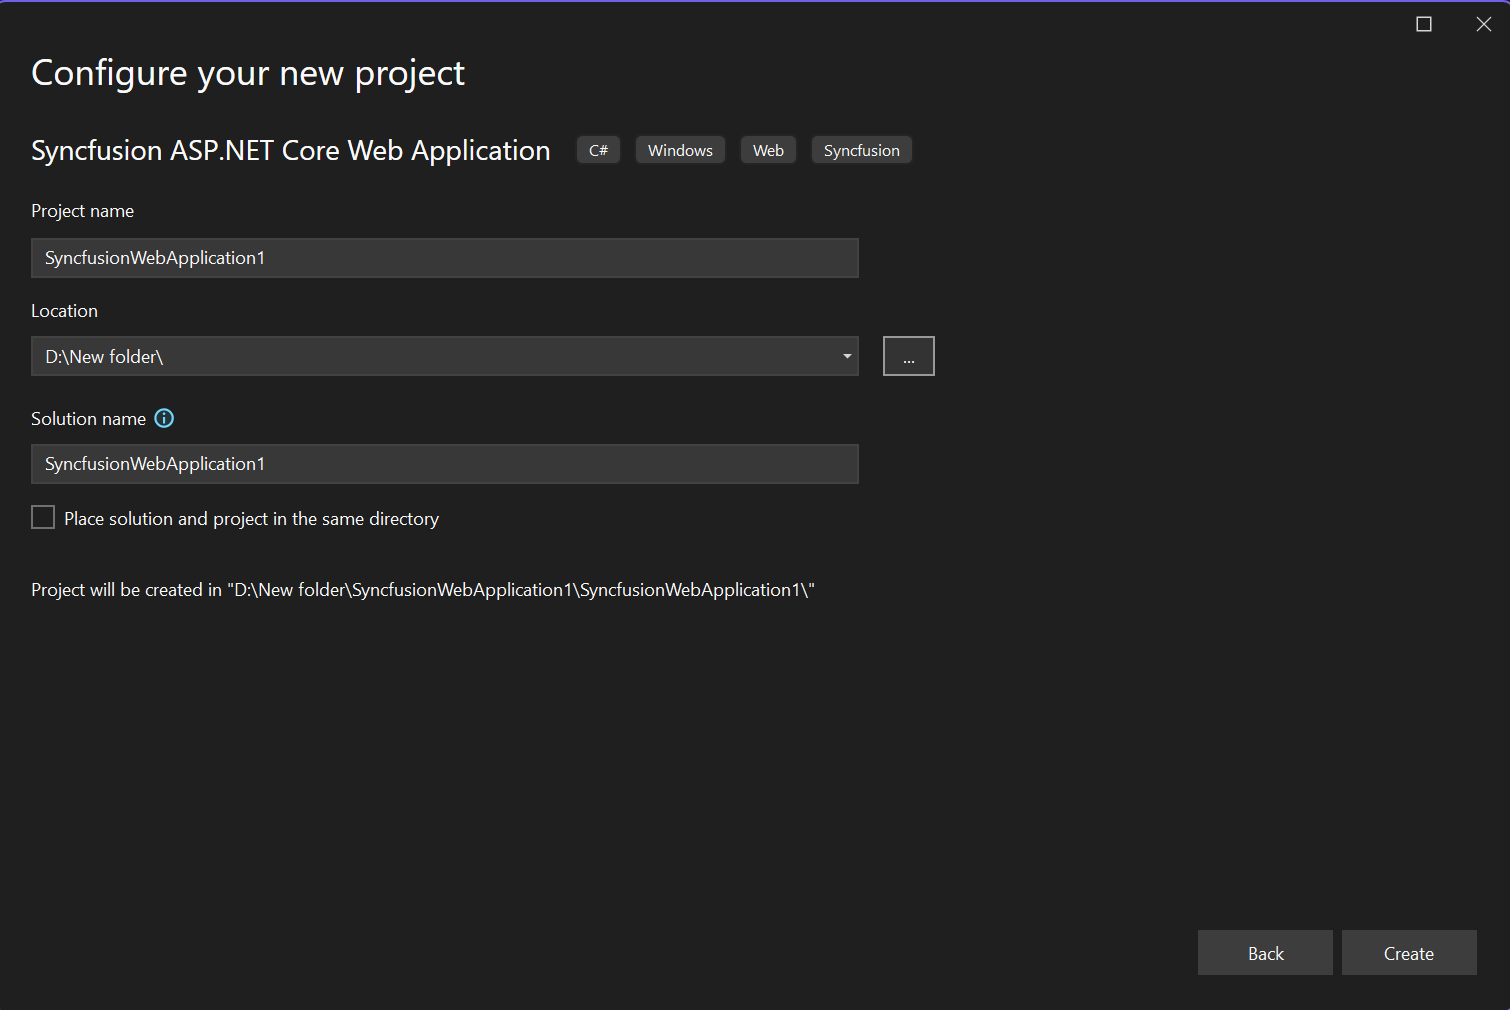 Configure your new project
Syncfusion ASP.NET Core Web Application C# Windows Web Syncfusion
Project name
SyncfusionWebApplication1
Location
D:\New folder\
...
Solution name
SyncfusionWebApplication1
Place solution and project in the same directory
Project will be created in "D:\New folder\SyncfusionWebApplication1\SyncfusionWebApplication1\"
Back Create